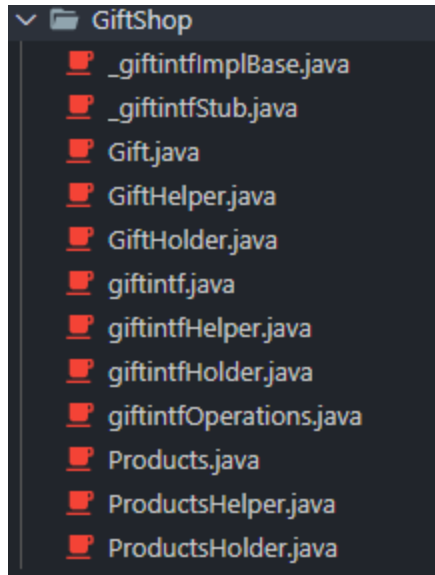 GiftShop
_giftintfImplBase.java
_giftintfStub.java
Gift.java
GiftHelper.java
GiftHolder.java
giftintf.java
giftintfHelper.java
giftintfHolder.java
giftintfOperations.java
Products.java
ProductsHelper.java
ProductsHolder.java